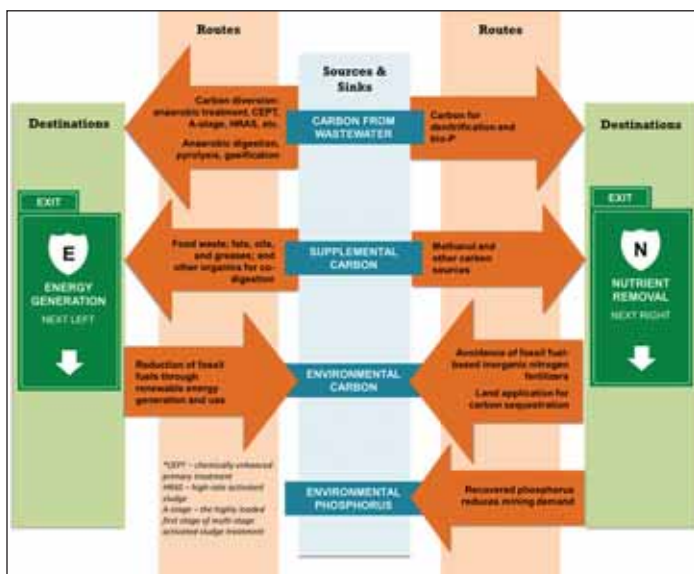 Routes
Routes
Sources &
Sinks
Destinations
Destinations
Carbon diversion:
anaerobic treatment, CEPT,
A-stage, HRAS, etc.
Anaerobic digestion,
pyrolysis, gasification
CARBON FROM
WASTEWATER
Carbon for
denitrification and
bio-P
EXIT
E
ENERGY
GENERATION
NEXT LEFT
Food waste; fats, oils,
and greases; and
other organics for co-
digestion
SUPPLEMENTAL
CARBON
Methanol and
other carbon
sources
EXIT
N
NUTRIENT
REMOVAL
NEXT RIGHT
Reduction of fossil
fuels through
renewable energy
generation and use
ENVIRONMENTAL
CARBON
Avoidance of fossil fuel-
based inorganic nitrogen
fertilizers
Land application for
carbon sequestration
*CEPT – chemically enhanced
primary treatment
HRAS – high-rate activated
sludge
A-stage – the highly loaded
first stage of multi-stage
activated sludge treatment
ENVIRONMENTAL
PHOSPHORUS
Recovered phosphorus
reduces mining demand